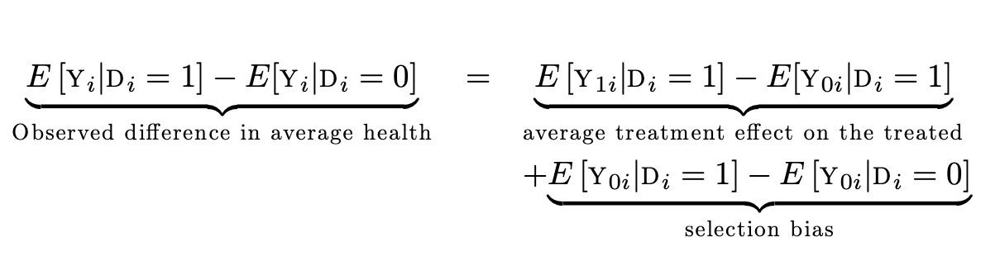 E [Y₁|Dᵢ = 1] − E[Yᵢ|Dᵢ = 0] = E [Y₁ᵢ|Dᵢ = 1] − E[Y₀ᵢ|Dᵢ = 1]
Observed difference in average health average treatment effect on the treated
+E [Y₀ᵢ|Dᵢ = 1] − E [Y₀ᵢ|Dᵢ = 0]
selection bias